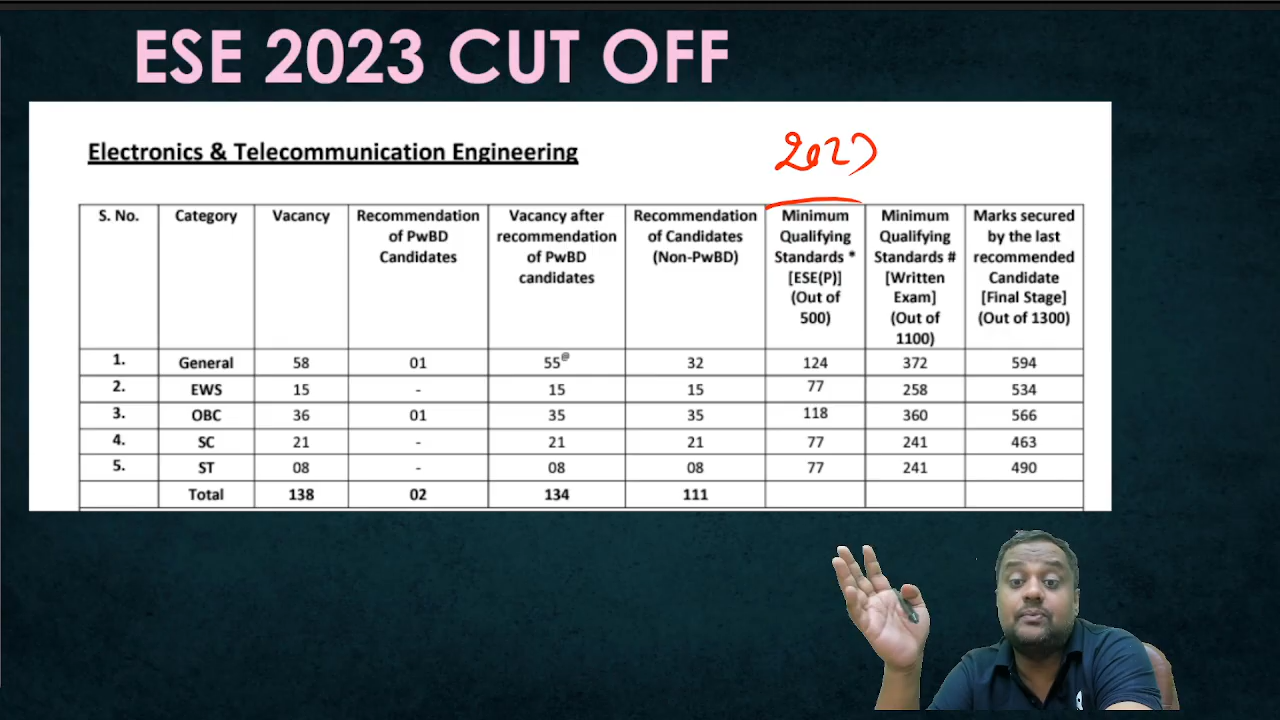 ESE 2023 CUT OFF
Electronics & Telecommunication Engineering
2023
S. No. Category Vacancy Recommendation of PwBD Candidates Vacancy after recommendation of PwBD candidates Recommendation of Candidates (Non-PwBD) Minimum Qualifying Standards * [ESE(P)] (Out of 500) Minimum Qualifying Standards # [Written Exam] (Out of 1100) Marks secured by the last recommended Candidate [Final Stage] (Out of 1300)
1. General 58 01 55@ 32 124 372 594
2. EWS 15 - 15 15 77 258 534
3. OBC 36 01 35 35 118 360 566
4. SC 21 - 21 21 77 241 463
5. ST 08 - 08 08 77 241 490
Total 138 02 134 111